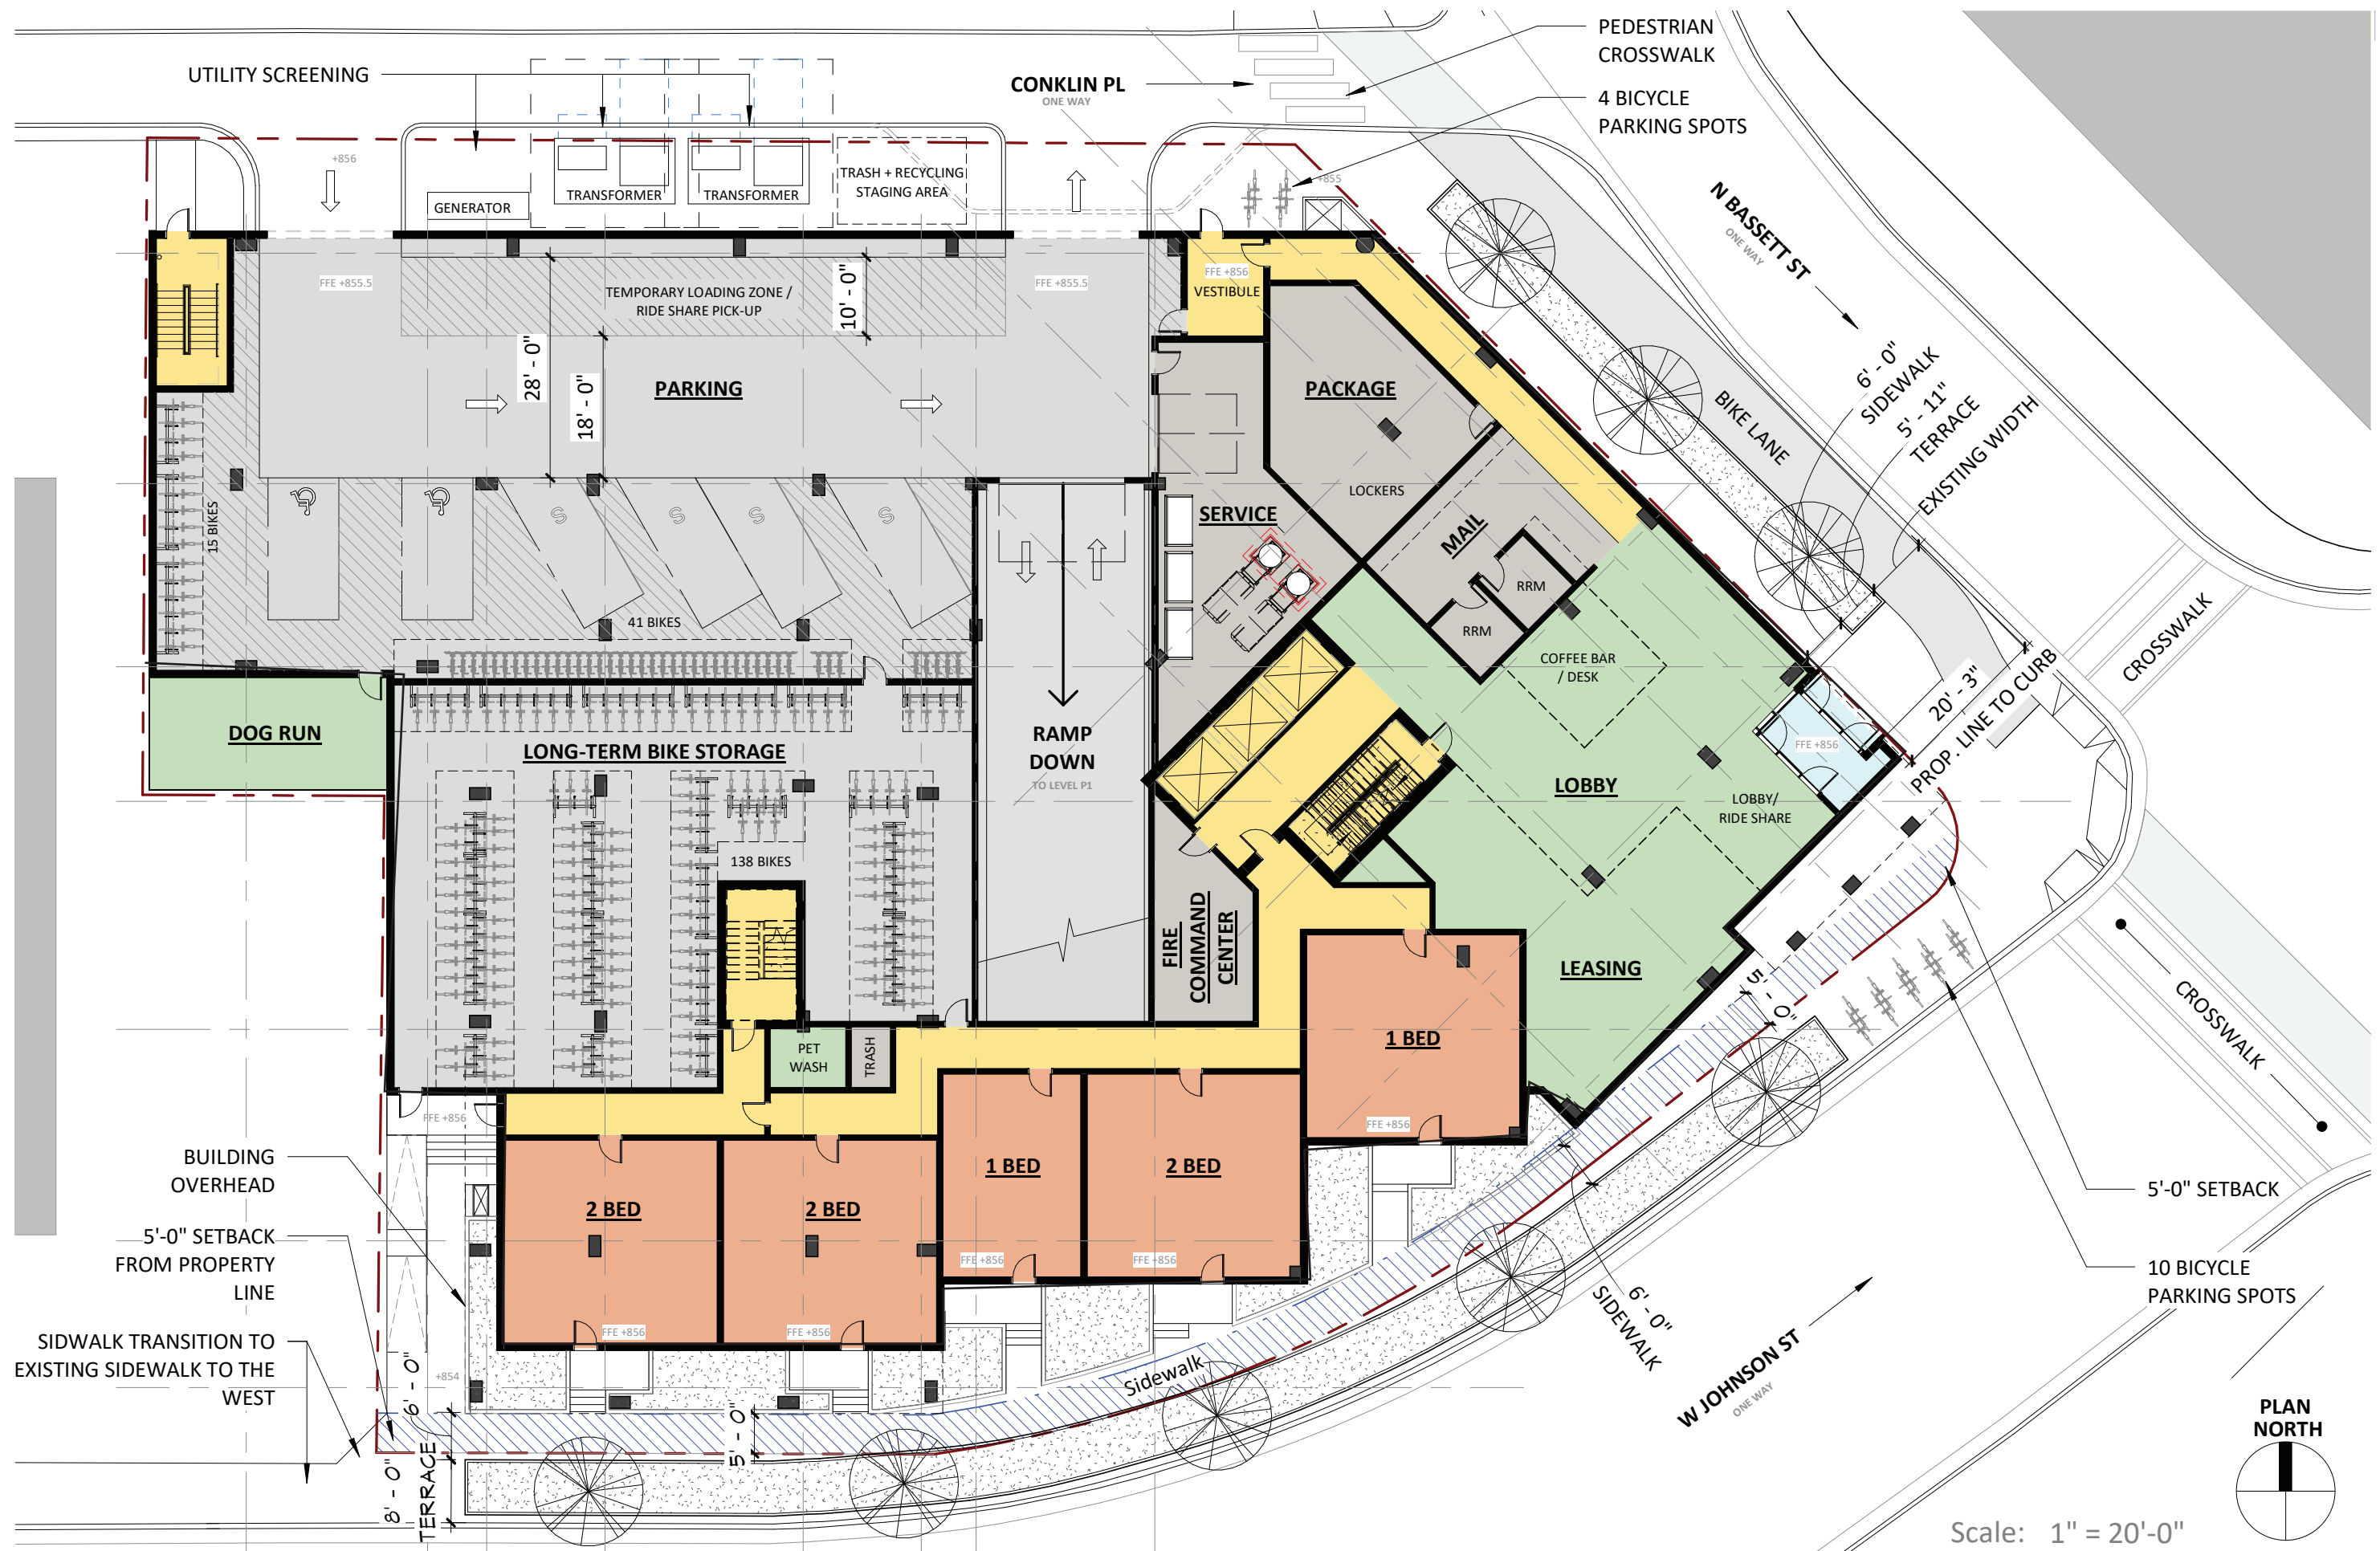 UTILITY SCREENING
CONKLIN PL
ONE WAY
PEDESTRIAN
CROSSWALK
4 BICYCLE
PARKING SPOTS
+856
GENERATOR
TRANSFORMER
TRANSFORMER
TRASH + RECYCLING
STAGING AREA
+855
N BASSETT ST
ONE WAY
FFE +855.5
TEMPORARY LOADING ZONE /
RIDE SHARE PICK-UP
10' - 0"
28' - 0"
18' - 0"
FFE +855.5
FFE +856
VESTIBULE
PARKING
PACKAGE
LOCKERS
SERVICE
MAIL
RRM
RRM
BIKE LANE
6' - 0"
SIDEWALK
5' - 11"
TERRACE
EXISTING WIDTH
CROSSWALK
15 BIKES
S
S
S
S
41 BIKES
DOG RUN
LONG-TERM BIKE STORAGE
138 BIKES
RAMP
DOWN
TO LEVEL P1
COFFEE BAR
/ DESK
LOBBY
LOBBY/
RIDE SHARE
FFE +856
20' - 3"
PROP. LINE TO CURB
FIRE
COMMAND
CENTER
LEASING
5' - 0"
CROSSWALK
PET
WASH
TRASH
1 BED
FFE +856
FFE +856
BUILDING
OVERHEAD
5'-0" SETBACK
FROM PROPERTY
LINE
SIDWALK TRANSITION TO
EXISTING SIDEWALK TO THE
WEST
2 BED
FFE +856
2 BED
FFE +856
1 BED
FFE +856
2 BED
FFE +856
5'-0" SETBACK
10 BICYCLE
PARKING SPOTS
6' - 0"
SIDEWALK
W JOHNSON ST
ONE WAY
+854
6' - 0"
8' - 0"
TERRACE
5' - 0"
Sidewalk
PLAN
NORTH
Scale: 1" = 20'-0"